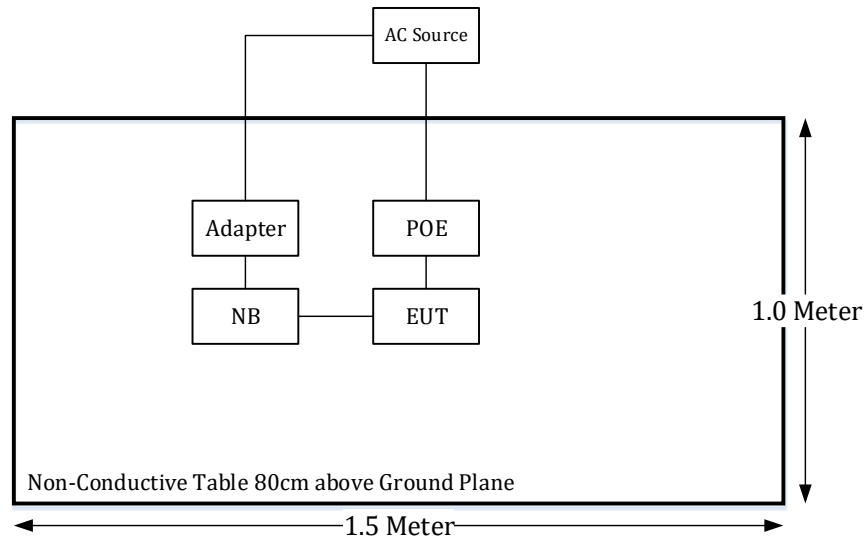 AC Source
Adapter
POE
NB
EUT
1.0 Meter
Non-Conductive Table 80cm above Ground Plane
1.5 Meter